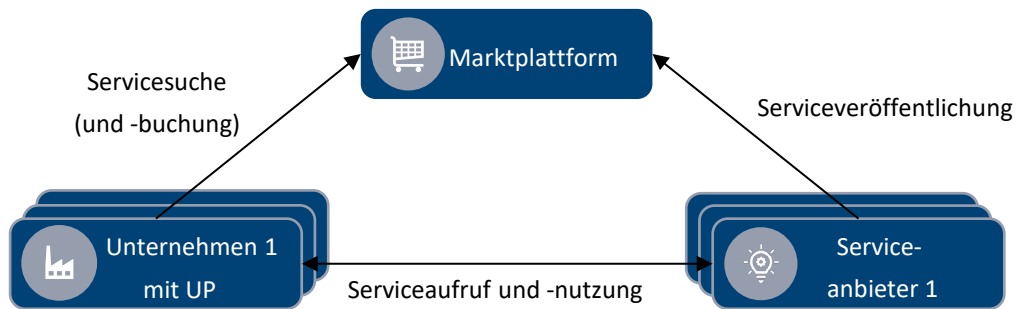 Marktplattform
Servicesuche
(und -buchung)
Serviceveröffentlichung
Unternehmen 1
mit UP
Serviceaufruf und -nutzung
Service-
anbieter 1